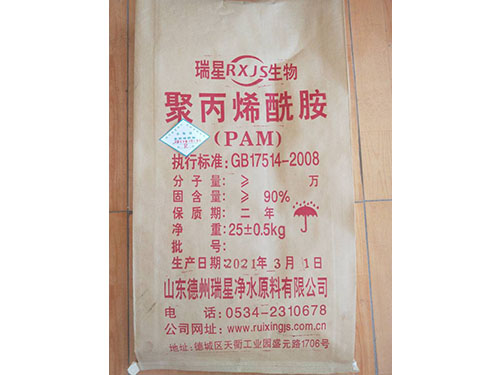 瑞星RXJS生物
聚丙烯酰胺
(PAM)
执行标准:GB17514-2008
分子量:≥ 万
固含量:≥ 90%
保质期:二年
净重:25±0.5kg
批号:
生产日期:2021年3月1日
山东德州瑞星净水原料有限公司
电话:0534-2310678
公司网址:www.ruixingjs.com.cn
地址:德城区天衢工业园盛元路1706号